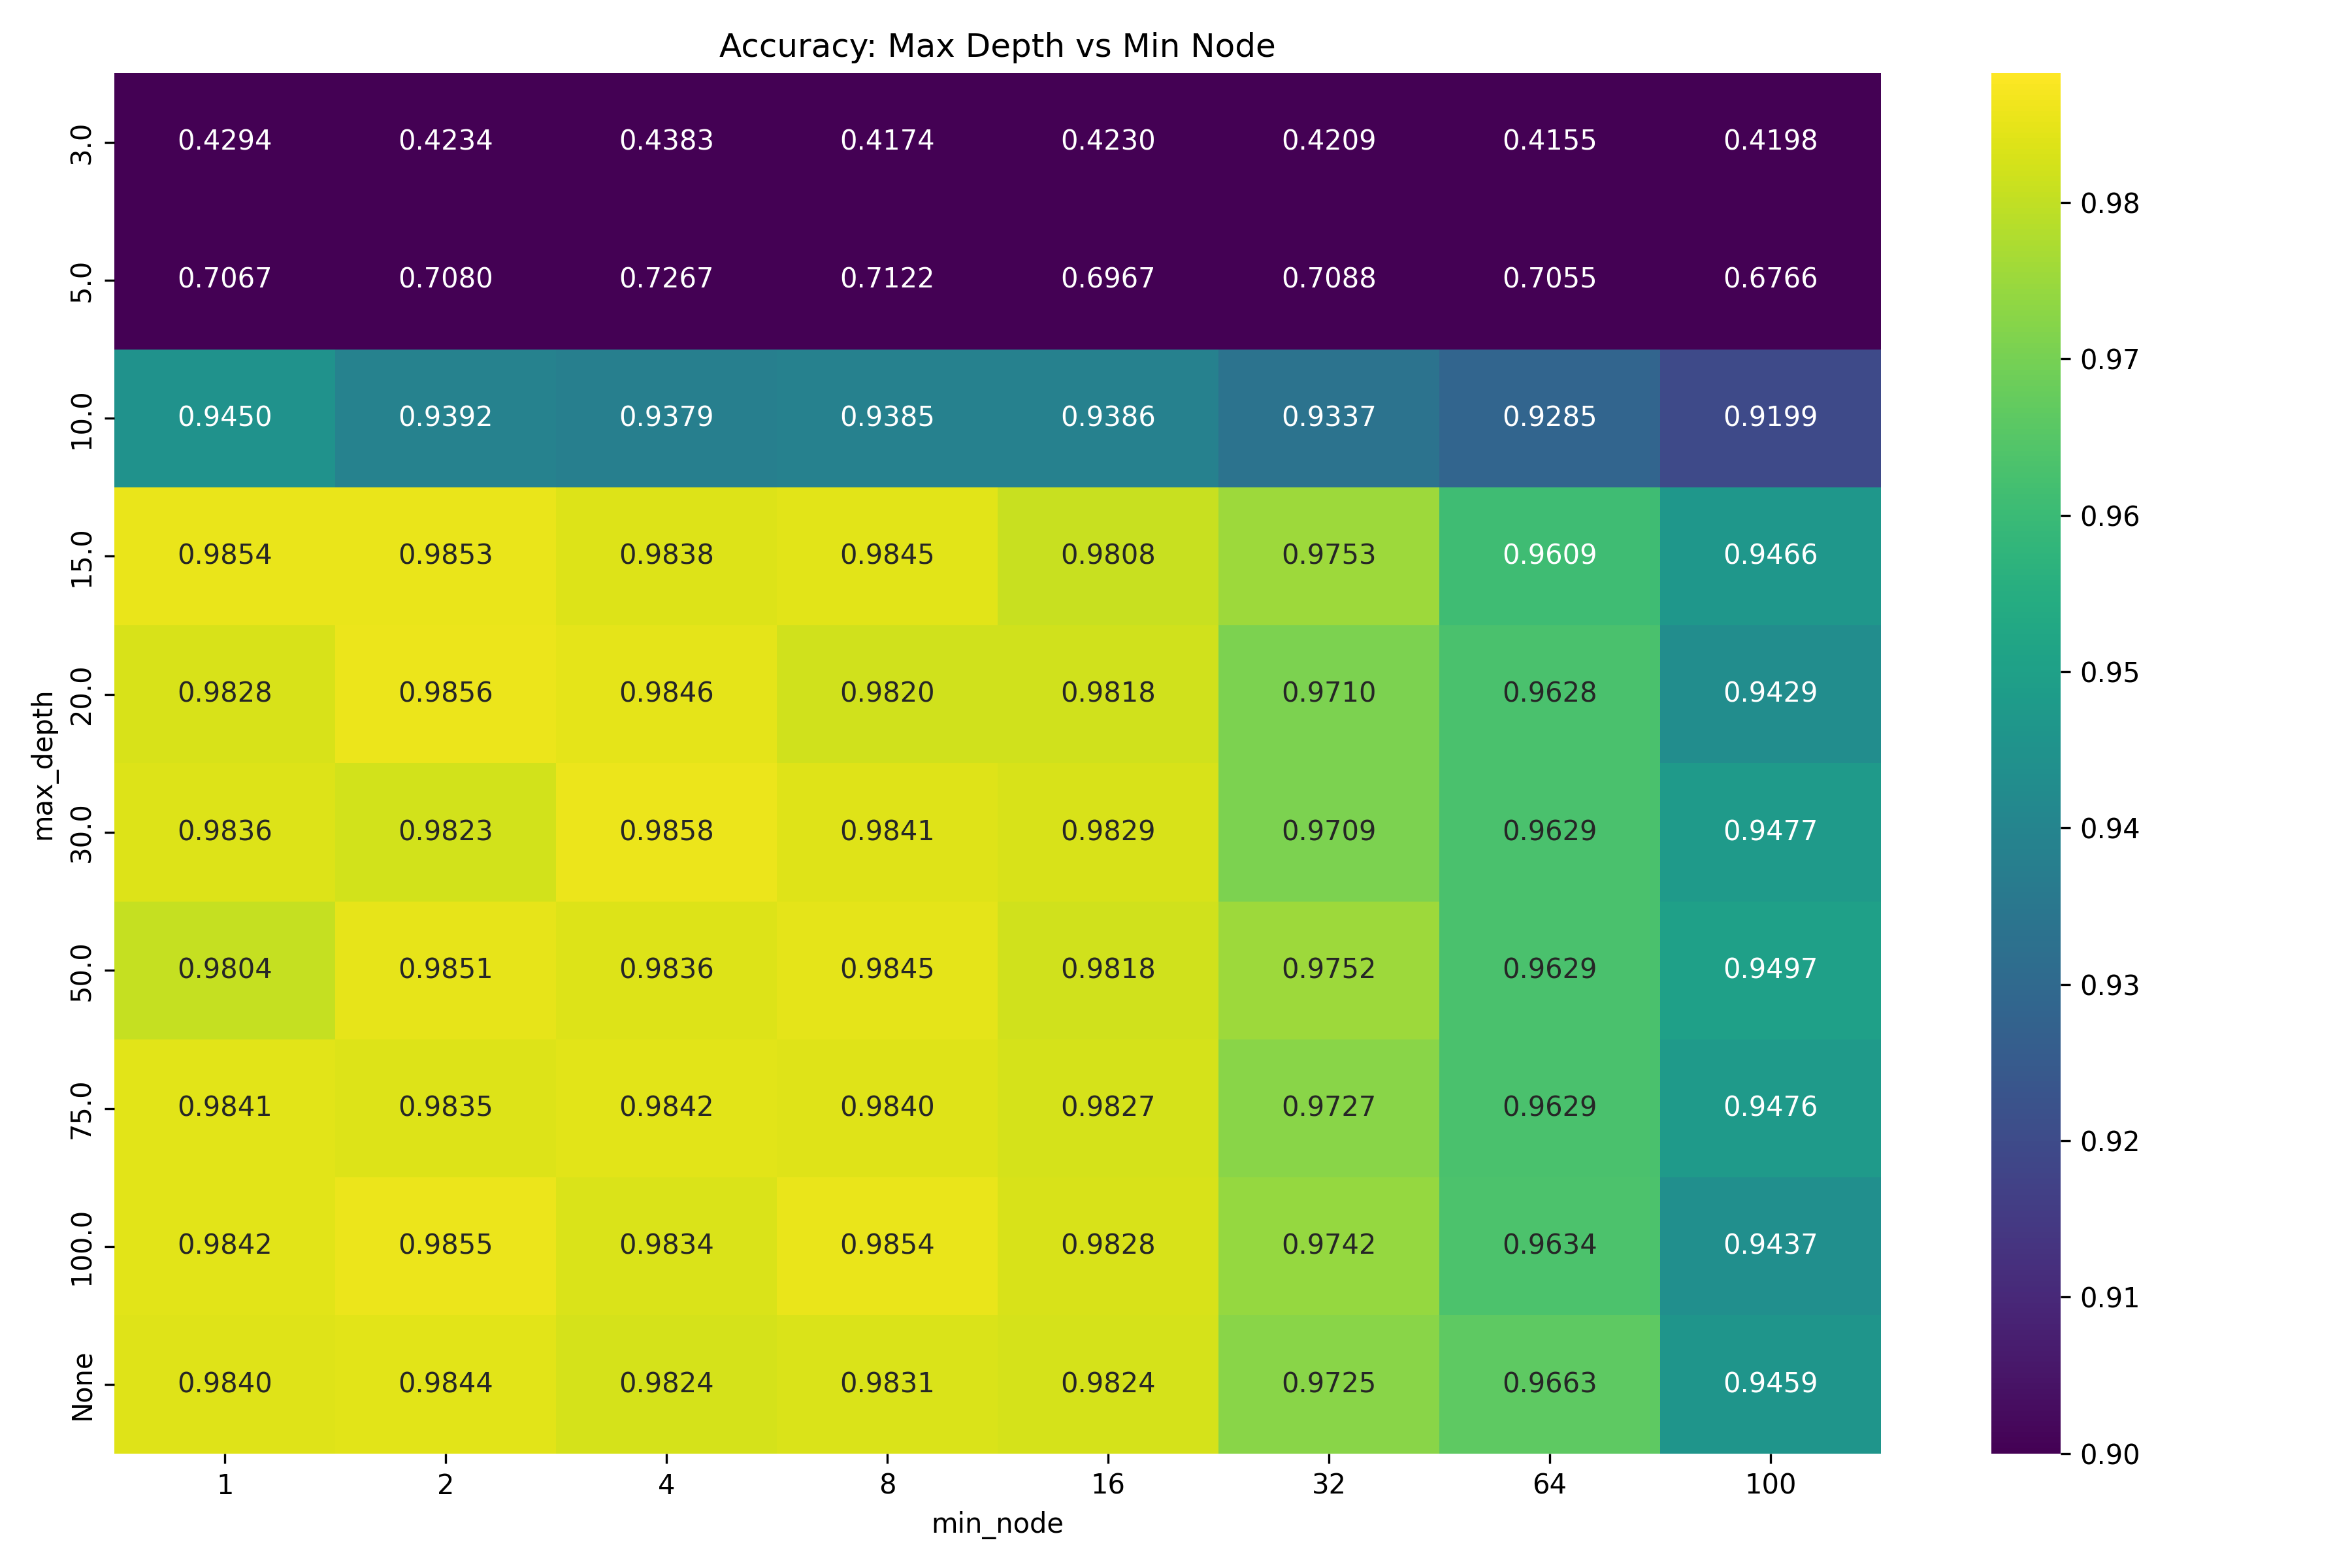 Accuracy: Max Depth vs Min Node
max_depth
3.0 0.4294 0.4234 0.4383 0.4174 0.4230 0.4209 0.4155 0.4198
5.0 0.7067 0.7080 0.7267 0.7122 0.6967 0.7088 0.7055 0.6766
10.0 0.9450 0.9392 0.9379 0.9385 0.9386 0.9337 0.9285 0.9199
15.0 0.9854 0.9853 0.9838 0.9845 0.9808 0.9753 0.9609 0.9466
20.0 0.9828 0.9856 0.9846 0.9820 0.9818 0.9710 0.9628 0.9429
30.0 0.9836 0.9823 0.9858 0.9841 0.9829 0.9709 0.9629 0.9477
50.0 0.9804 0.9851 0.9836 0.9845 0.9818 0.9752 0.9629 0.9497
75.0 0.9841 0.9835 0.9842 0.9840 0.9827 0.9727 0.9629 0.9476
100.0 0.9842 0.9855 0.9834 0.9854 0.9828 0.9742 0.9634 0.9437
None 0.9840 0.9844 0.9824 0.9831 0.9824 0.9725 0.9663 0.9459
1 2 4 8 16 32 64 100
min_node
0.98
0.97
0.96
0.95
0.94
0.93
0.92
0.91
0.90